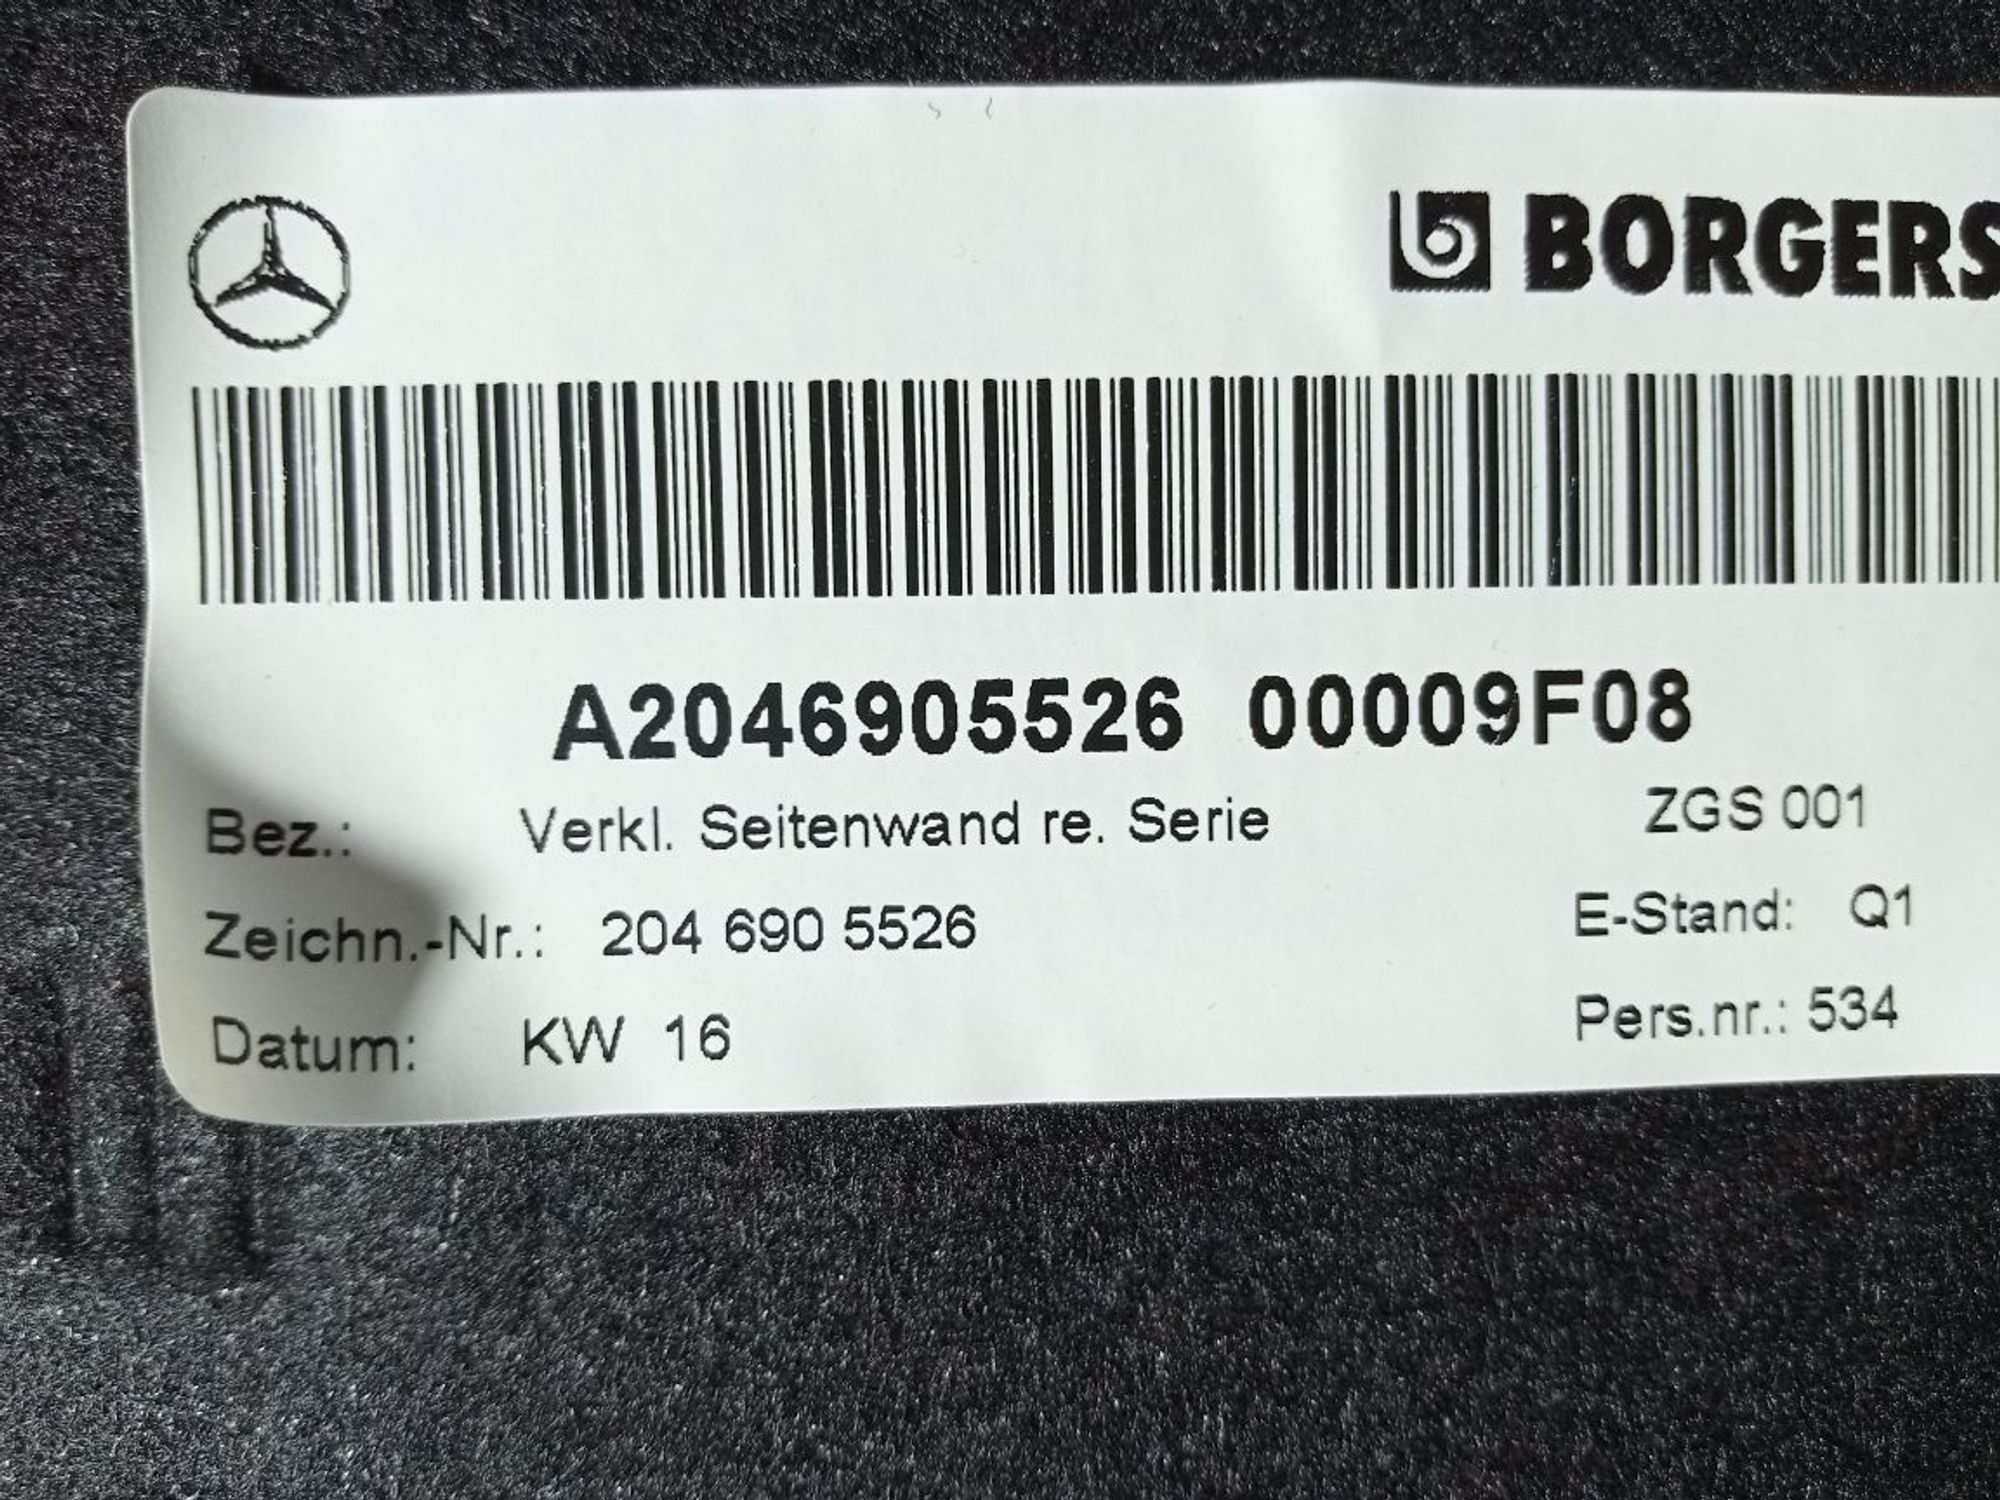 BORGERS
A2046905526 00009F08
Bez.: Verkl. Seitenwand re. Serie ZGS 001
Zeichn.-Nr.: 204 690 5526 E-Stand: Q1
Datum: KW 16 Pers.nr.: 534